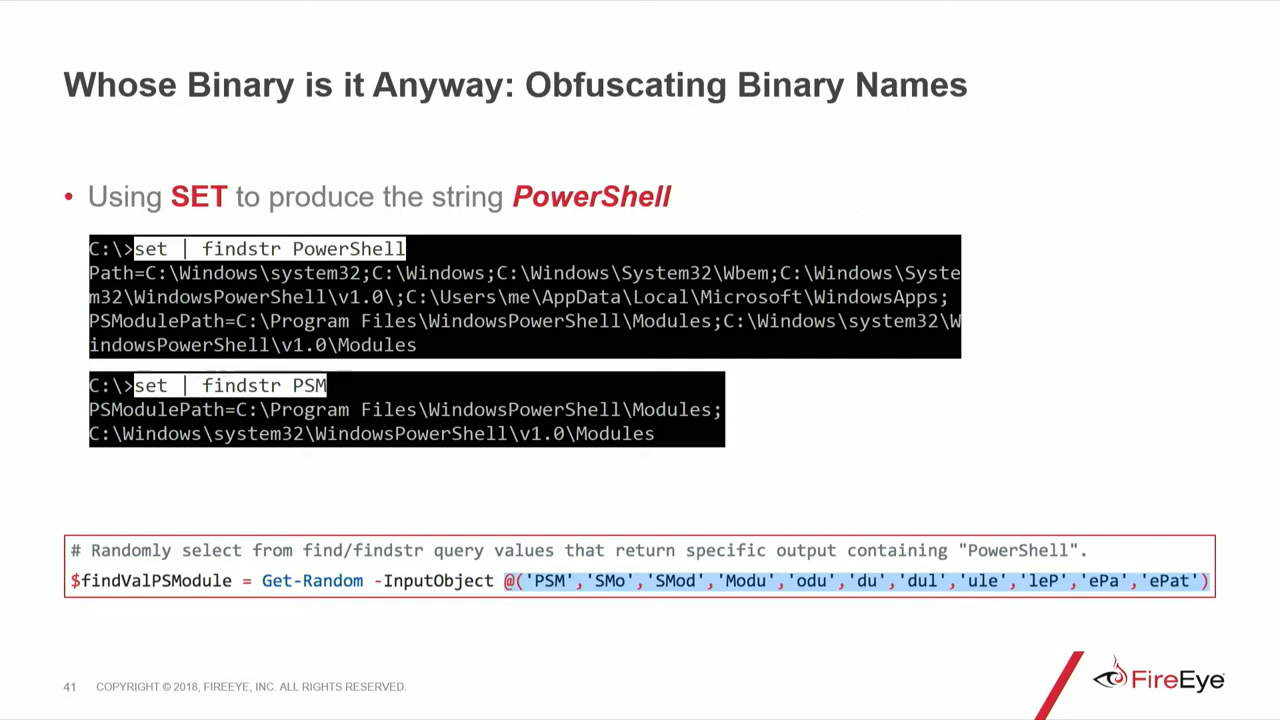 Whose Binary is it Anyway: Obfuscating Binary Names
• Using SET to produce the string PowerShell
C:\>set | findstr PowerShell
Path=C:\Windows\system32;C:\Windows;C:\Windows\System32\Wbem;C:\Windows\Syste
m32\WindowsPowerShell\v1.0\;C:\Users\me\AppData\Local\Microsoft\WindowsApps;
PSModulePath=C:\Program Files\WindowsPowerShell\Modules;C:\Windows\system32\W
indowsPowerShell\v1.0\Modules
C:\>set | findstr PSM
PSModulePath=C:\Program Files\WindowsPowerShell\Modules;
C:\Windows\system32\WindowsPowerShell\v1.0\Modules
# Randomly select from find/findstr query values that return specific output containing "PowerShell".
$findValPSModule = Get-Random -InputObject @('PSM','SMo','SMod','Modu','odu','du','dul','ule','leP','ePa','ePat')
41 COPYRIGHT © 2018, FIREEYE, INC. ALL RIGHTS RESERVED.
FireEye